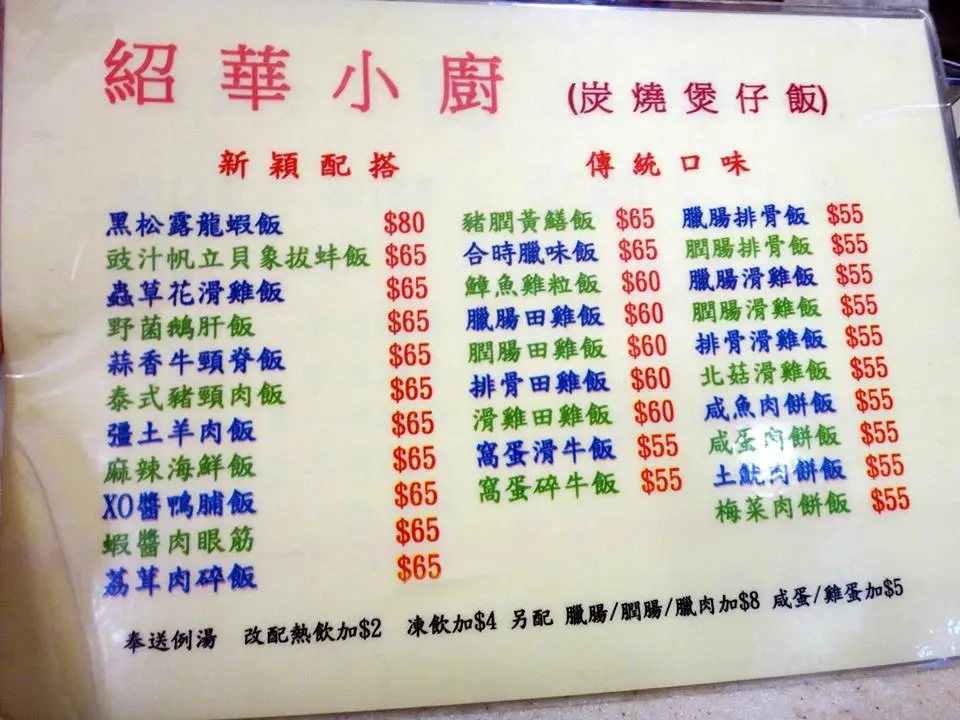 紹華小廚 (炭燒煲仔飯)
新穎配搭
黑松露龍蝦飯 $80
豉汁帆立貝象拔蚌飯 $65
蟲草花滑雞飯 $65
野菌鵝肝飯 $65
蒜香牛頸脊飯 $65
泰式豬頸肉飯 $65
彊土羊肉飯 $65
麻辣海鮮飯 $65
XO醬鴨脯飯 $65
蝦醬肉眼筋 $65
荔茸肉碎飯 $65
傳統口味
豬膶黃鱔飯 $65
合時臘味飯 $65
鱆魚雞粒飯 $60
臘腸田雞飯 $60
膶腸田雞飯 $60
排骨田雞飯 $60
滑雞田雞飯 $60
窩蛋滑牛飯 $55
窩蛋碎牛飯 $55
臘腸排骨飯 $55
膶腸排骨飯 $55
臘腸滑雞飯 $55
膶腸滑雞飯 $55
排骨滑雞飯 $55
北菇滑雞飯 $55
咸魚肉餅飯 $55
咸蛋肉餅飯 $55
土魷肉餅飯 $55
梅菜肉餅飯 $55
奉送例湯 改配熱飲加$2 凍飲加$4 另配 臘腸/膶腸/臘肉加$8 咸蛋/雞蛋加$5